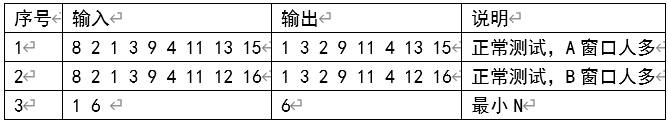 序号 输入 输出 说明
1 8 2 1 3 9 4 11 13 15 1 3 2 9 11 4 13 15 正常测试，A 窗口人多
2 8 2 1 3 9 4 11 12 16 1 3 2 9 11 4 12 16 正常测试，B 窗口人多
3 1 6 6 最小 N